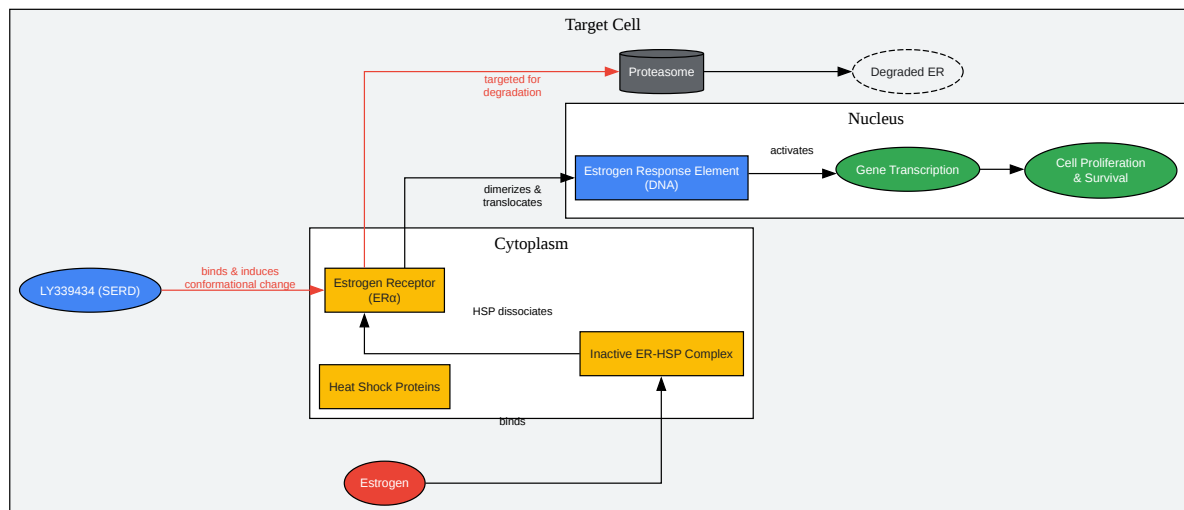 Target Cell
Proteasome
Degraded ER
targeted for
degradation
Nucleus
activates
Estrogen Response Element
(DNA)
Gene Transcription
Cell Proliferation
& Survival
dimerizes &
translocates
Cytoplasm
LY339434 (SERD)
binds & induces
conformational change
Estrogen Receptor
(ERα)
HSP dissociates
Inactive ER-HSP Complex
Heat Shock Proteins
binds
Estrogen